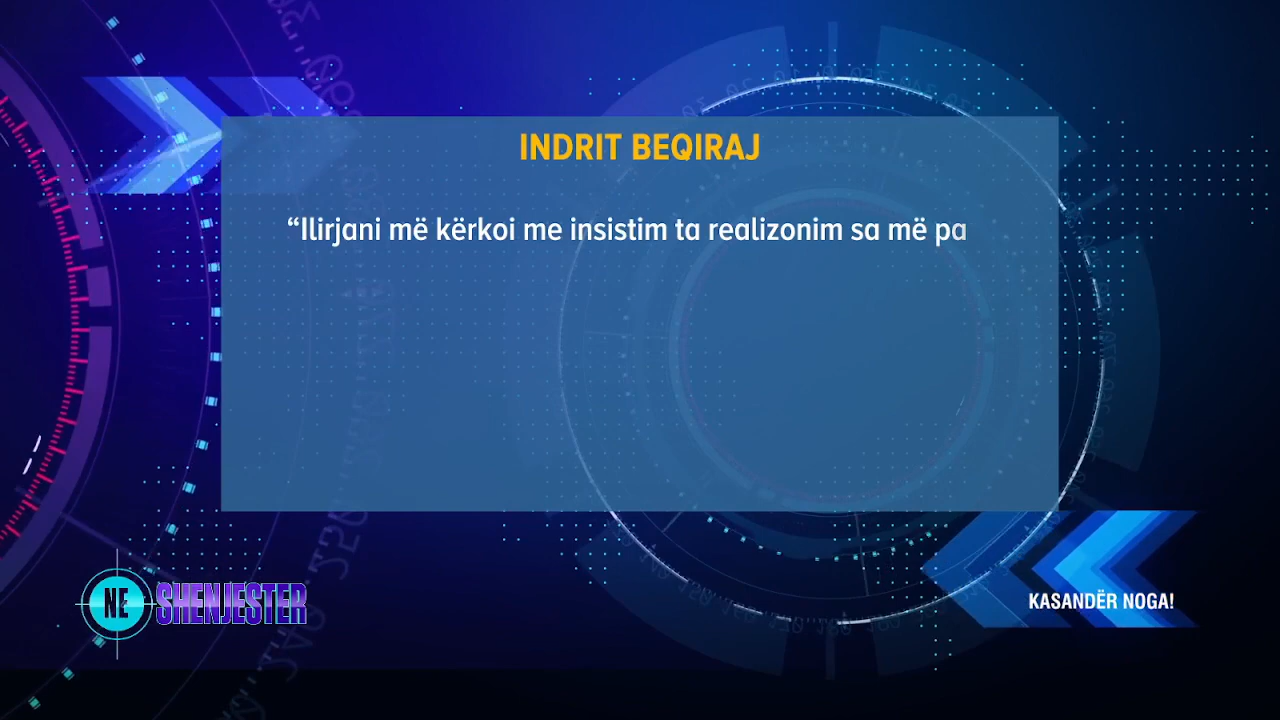 INDRIT BEQIRAJ
“Ilirjani më kërkoi me insistim ta realizonim sa më pa
NE SHENJESTER
KASANDËR NOGA!